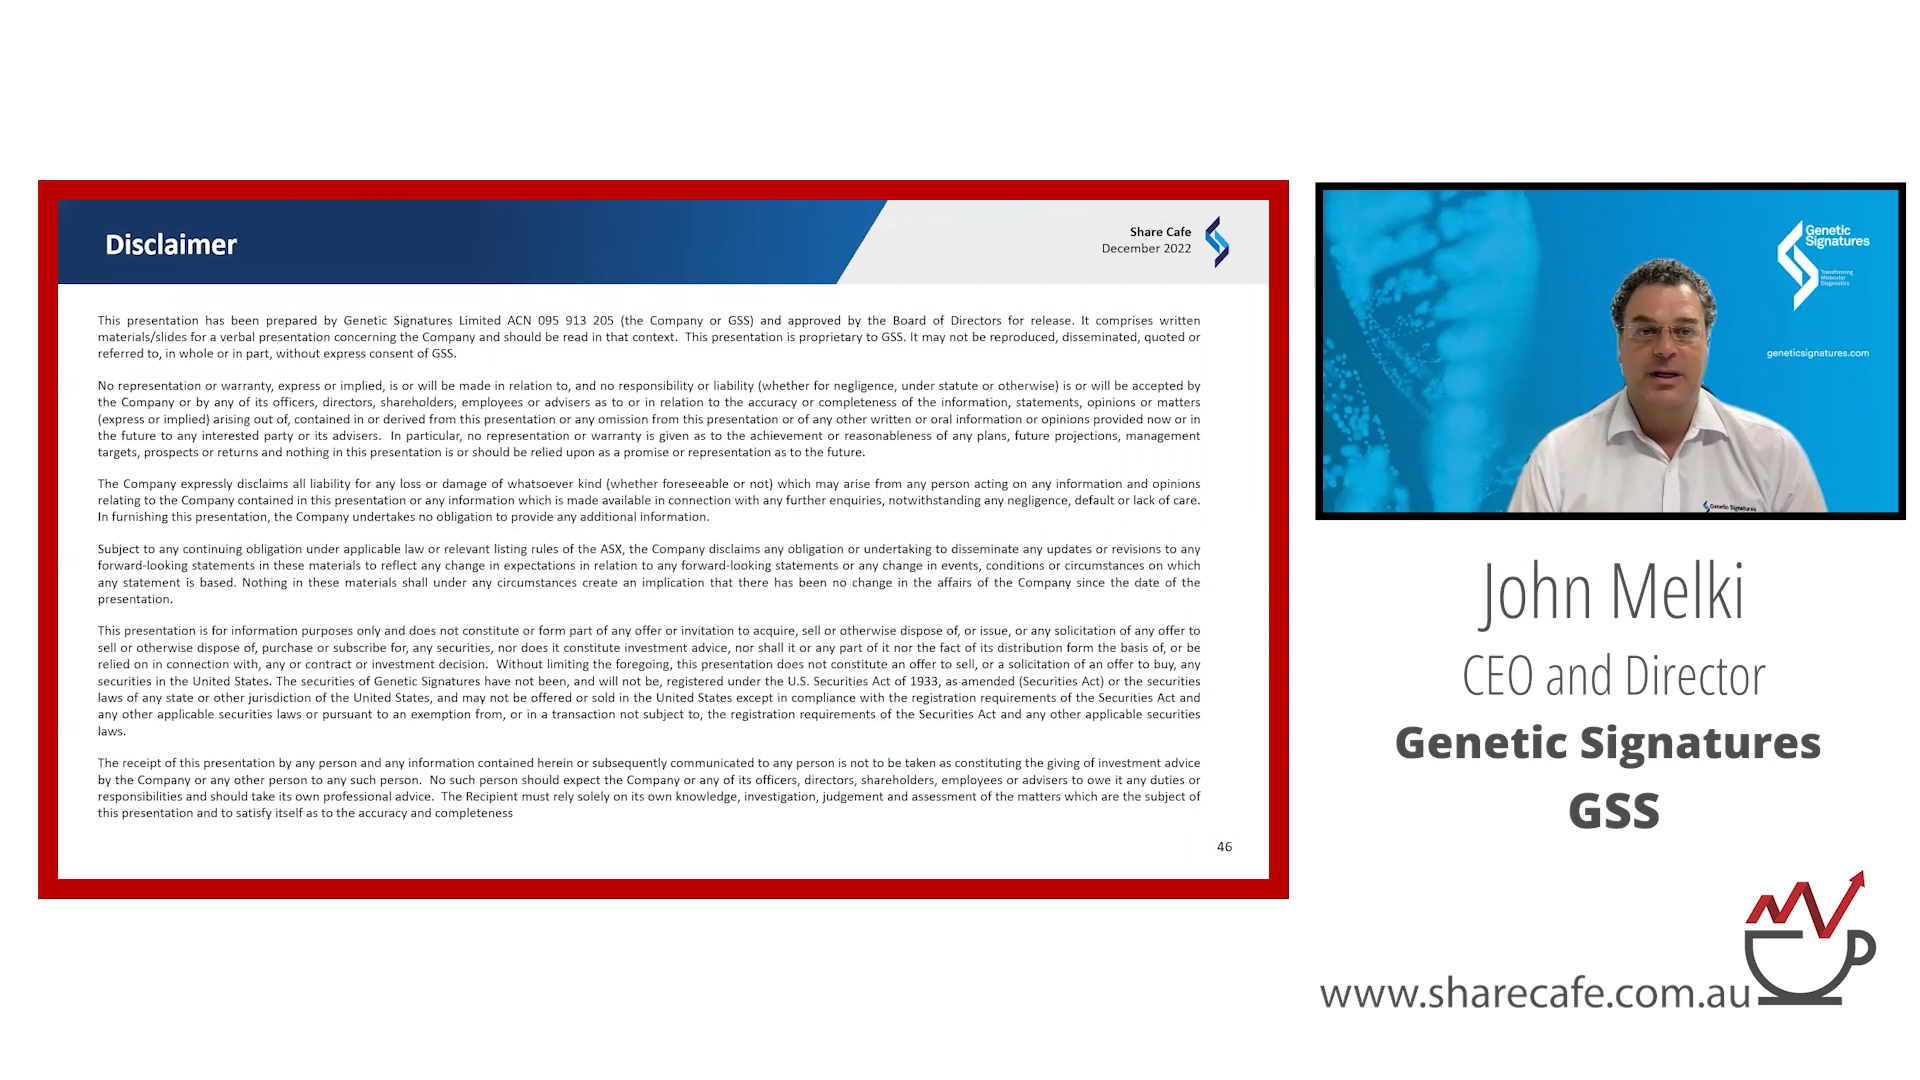 Disclaimer
Share Cafe
December 2022
This presentation has been prepared by Genetic Signatures Limited ACN 095 913 205 (the Company or GSS) and approved by the Board of Directors for release. It comprises written
materials/slides for a verbal presentation concerning the Company and should be read in that context. This presentation is proprietary to GSS. It may not be reproduced, disseminated, quoted or
referred to, in whole or in part, without express consent of GSS.
No representation or warranty, express or implied, is or will be made in relation to, and no responsibility or liability (whether for negligence, under statute or otherwise) is or will be accepted by
the Company or by any of its officers, directors, shareholders, employees or advisers as to or in relation to the accuracy or completeness of the information, statements, opinions or matters
(express or implied) arising out of, contained in or derived from this presentation or any omission from this presentation or of any other written or oral information or opinions provided now or in
the future to any interested party or its advisers. In particular, no representation or warranty is given as to the achievement or reasonableness of any plans, future projections, management
targets, prospects or returns and nothing in this presentation is or should be relied upon as a promise or representation as to the future.
The Company expressly disclaims all liability for any loss or damage of whatsoever kind (whether foreseeable or not) which may arise from any person acting on any information and opinions
relating to the Company contained in this presentation or any information which is made available in connection with any further enquiries, notwithstanding any negligence, default or lack of care.
In furnishing this presentation, the Company undertakes no obligation to provide any additional information.
Subject to any continuing obligation under applicable law or relevant listing rules of the ASX, the Company disclaims any obligation or undertaking to disseminate any updates or revisions to any
forward-looking statements in these materials to reflect any change in expectations in relation to any forward-looking statements or any change in events, conditions or circumstances on which
any statement is based. Nothing in these materials shall under any circumstances create an implication that there has been no change in the affairs of the Company since the date of the
presentation.
This presentation is for information purposes only and does not constitute or form part of any offer or invitation to acquire, sell or otherwise dispose of, or issue, or any solicitation of any offer to
sell or otherwise dispose of, purchase or subscribe for, any securities, nor does it constitute investment advice, nor shall it or any part of it nor the fact of its distribution form the basis of, or be
relied on in connection with, any or contract or investment decision. Without limiting the foregoing, this presentation does not constitute an offer to sell, or a solicitation of an offer to buy, any
securities in the United States. The securities of Genetic Signatures have not been, and will not be, registered under the U.S. Securities Act of 1933, as amended (Securities Act) or the securities
laws of any state or other jurisdiction of the United States, and may not be offered or sold in the United States except in compliance with the registration requirements of the Securities Act and
any other applicable securities laws or pursuant to an exemption from, or in a transaction not subject to, the registration requirements of the Securities Act and any other applicable securities
laws.
The receipt of this presentation by any person and any information contained herein or subsequently communicated to any person is not to be taken as constituting the giving of investment advice
by the Company or any other person to any such person. No such person should expect the Company or any of its officers, directors, shareholders, employees or advisers to owe it any duties or
responsibilities and should take its own professional advice. The Recipient must rely solely on its own knowledge, investigation, judgement and assessment of the matters which are the subject of
this presentation and to satisfy itself as to the accuracy and completeness
46
Genetic
Signatures
Transforming
Molecular
Diagnostics
geneticsignatures.com
Genetic Signatures
John Melki
CEO and Director
Genetic Signatures
GSS
www.sharecafe.com.au